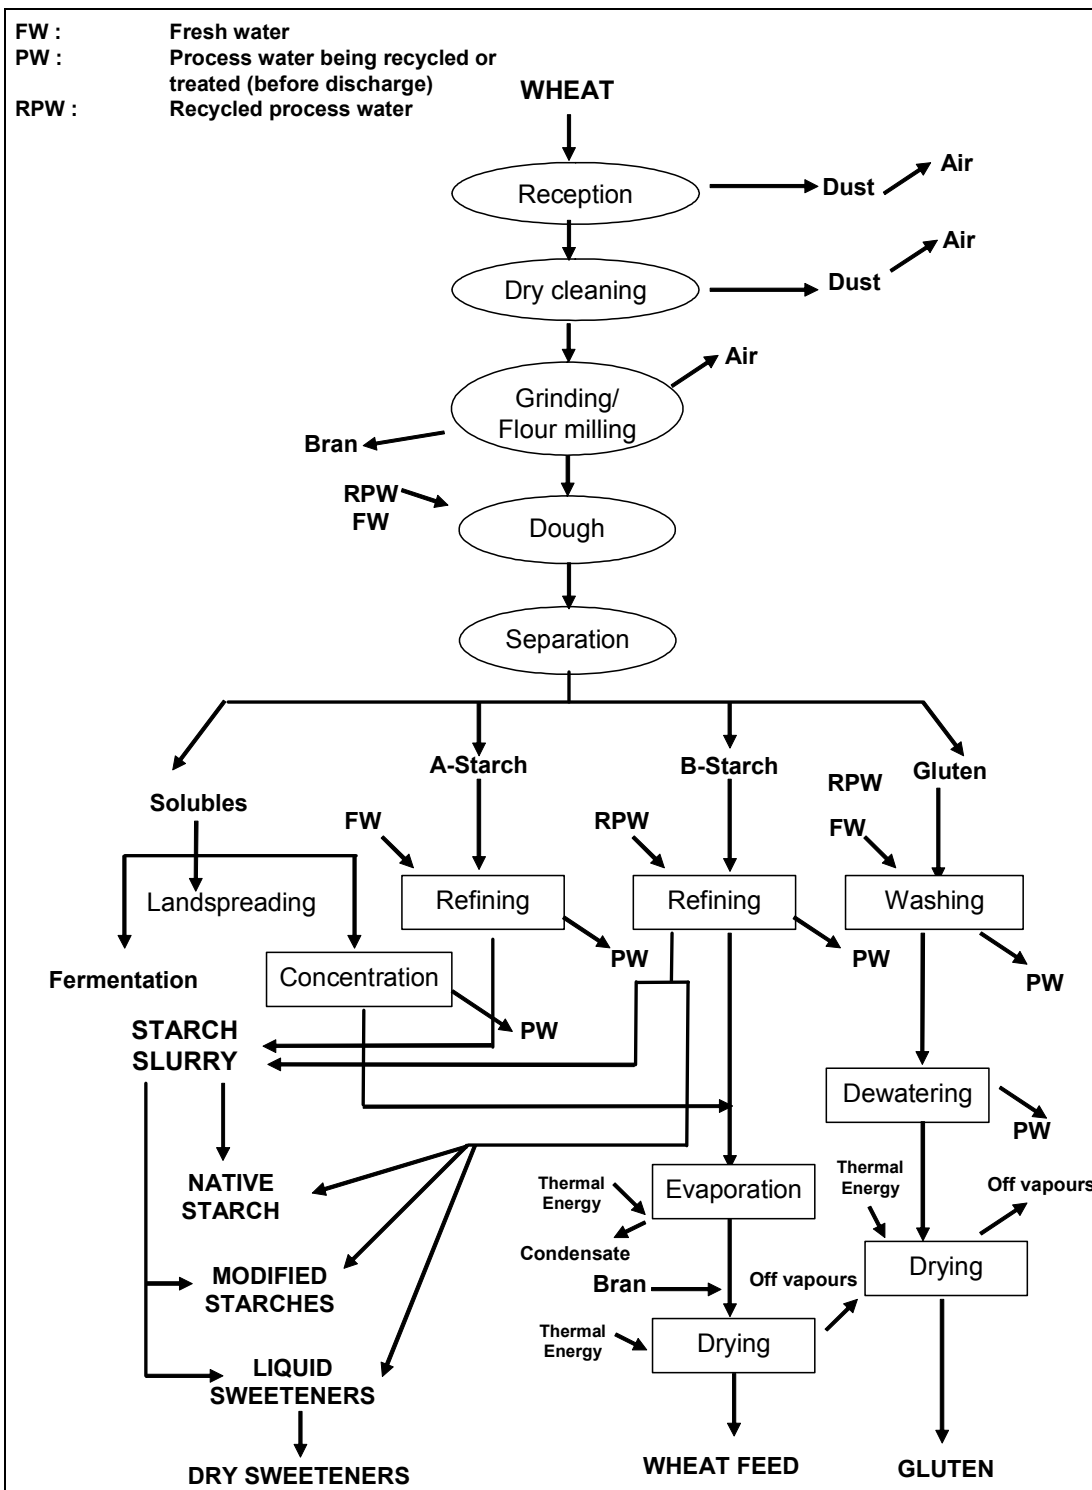 FW : Fresh water
PW : Process water being recycled or
treated (before discharge)
RPW : Recycled process water
WHEAT
Air
Reception
Dust
Air
Dry cleaning
Dust
Air
Grinding/
Flour milling
Bran
RPW
FW
Dough
Separation
A-Starch
B-Starch
Gluten
Solubles
RPW
FW
RPW
FW
Landspreading
Refining
Refining
Washing
PW
PW
PW
Fermentation
Concentration
PW
STARCH
SLURRY
Dewatering
PW
NATIVE
STARCH
Thermal
Energy
Evaporation
Thermal
Energy
Off vapours
Condensate
Bran
Off vapours
Drying
MODIFIED
STARCHES
Thermal
Energy
Drying
LIQUID
SWEETENERS
DRY SWEETENERS
WHEAT FEED
GLUTEN